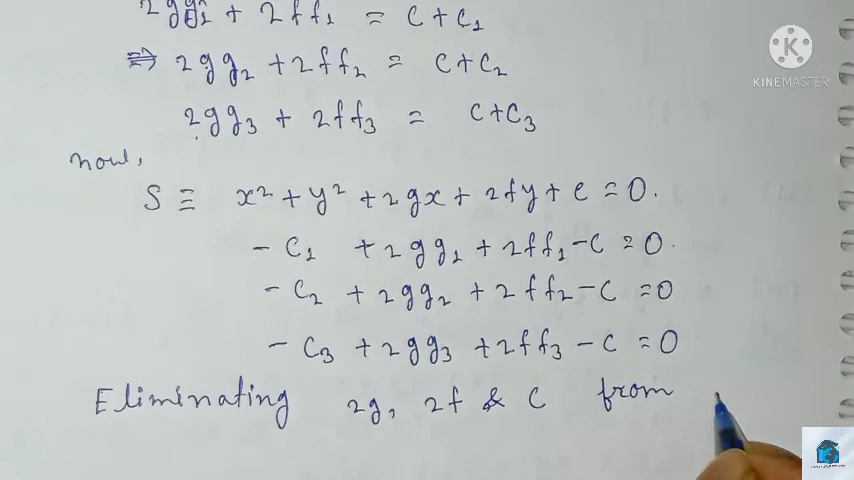 2gg₁ + 2ff₁ = c+c₁
⇒ 2gg₂ + 2ff₂ = c+c₂
2gg₃ + 2ff₃ = c+c₃
now,
S ≡ x² + y² + 2gx + 2fy + c = 0.
- c₁ + 2gg₁ + 2ff₁ - c = 0.
- c₂ + 2gg₂ + 2ff₂ - c = 0
- c₃ + 2gg₃ + 2ff₃ - c = 0
Eliminating 2g, 2f & c from
K
KINEMASTER